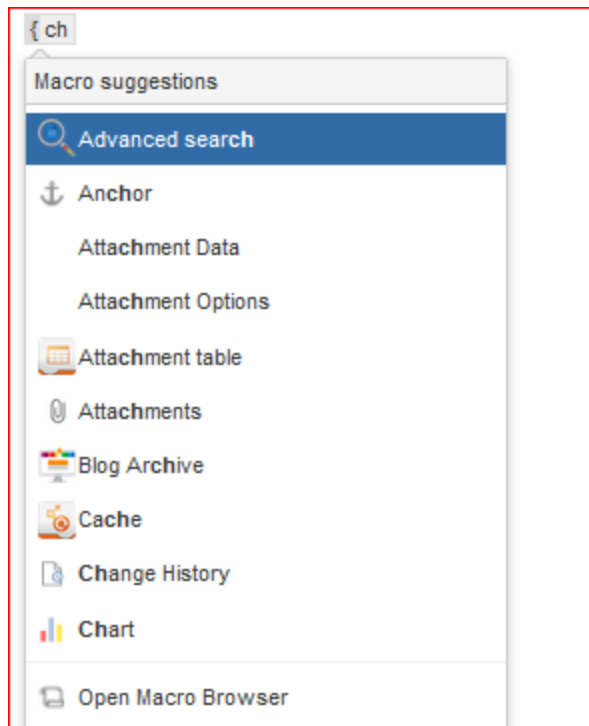 { ch
Macro suggestions
Advanced search
Anchor
Attachment Data
Attachment Options
Attachment table
Attachments
Blog Archive
Cache
Change History
Chart
Open Macro Browser